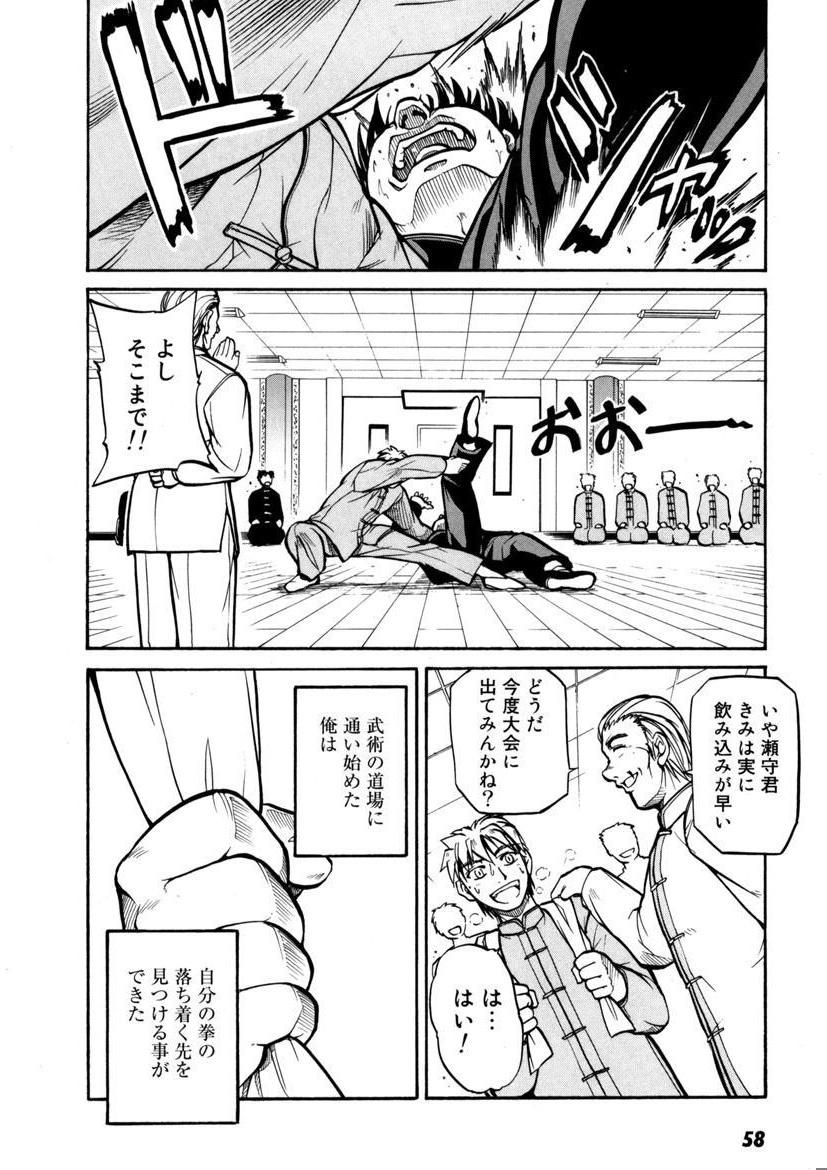 ドヤッ
よし
そこまで!!
おおー
いや瀬守君
きみは実に
飲み込みが早い
どうだ
今度大会に
出てみんかね？
は…
はい！
武術の道場に
通い始めた
俺は
自分の拳の
落ち着く先を
見つける事が
できた
58